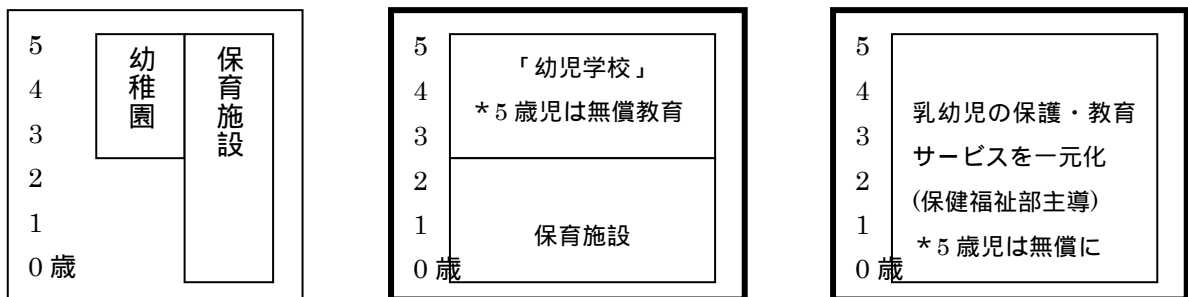 5
4
3
2
1
0歳
幼稚園
保育施設
5
4
3
2
1
0歳
「幼児学校」
＊5歳児は無償教育
保育施設
5
4
3
2
1
0歳
乳幼児の保護・教育
サービスを一元化
(保健福祉部主導)
＊5歳児は無償に